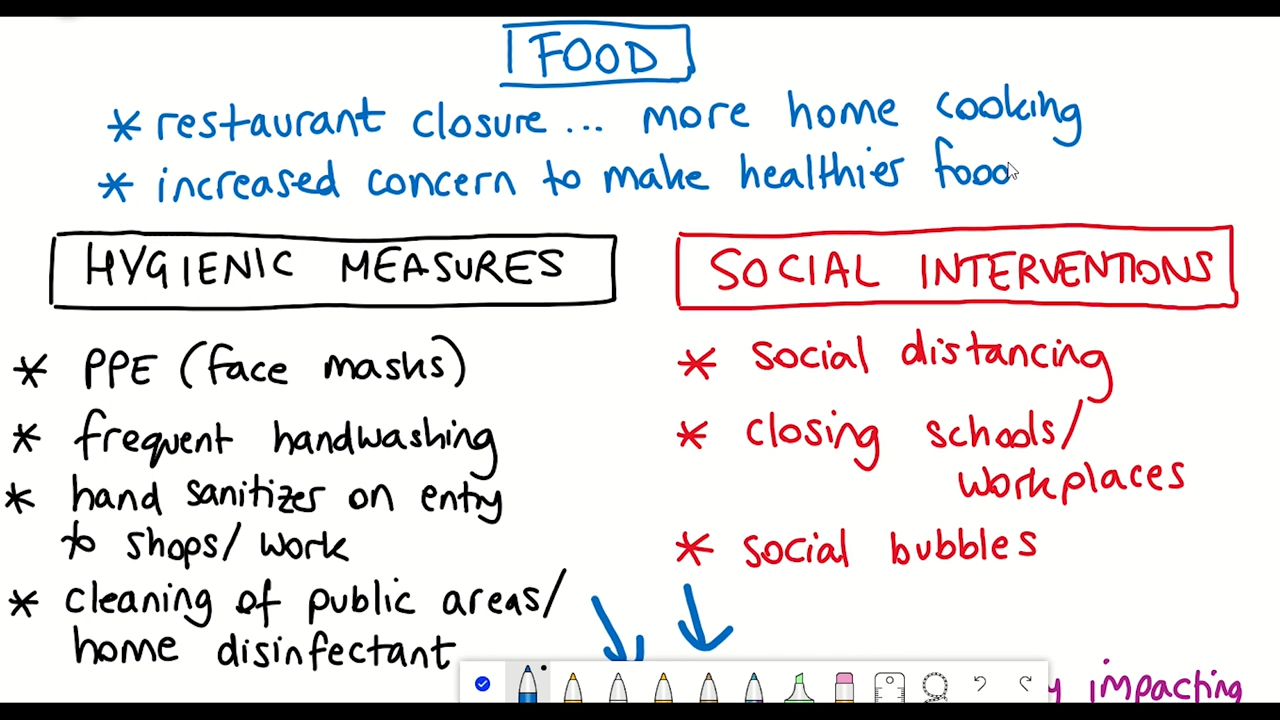 FOOD
* restaurant closure... more home cooking
* increased concern to make healthier food
HYGIENIC MEASURES
* PPE (face masks)
* frequent handwashing
* hand sanitizer on entry
to shops/ work
* cleaning of public areas/
home disinfectant
SOCIAL INTERVENTIONS
* social distancing
* closing schools/
workplaces
* social bubbles
impacting